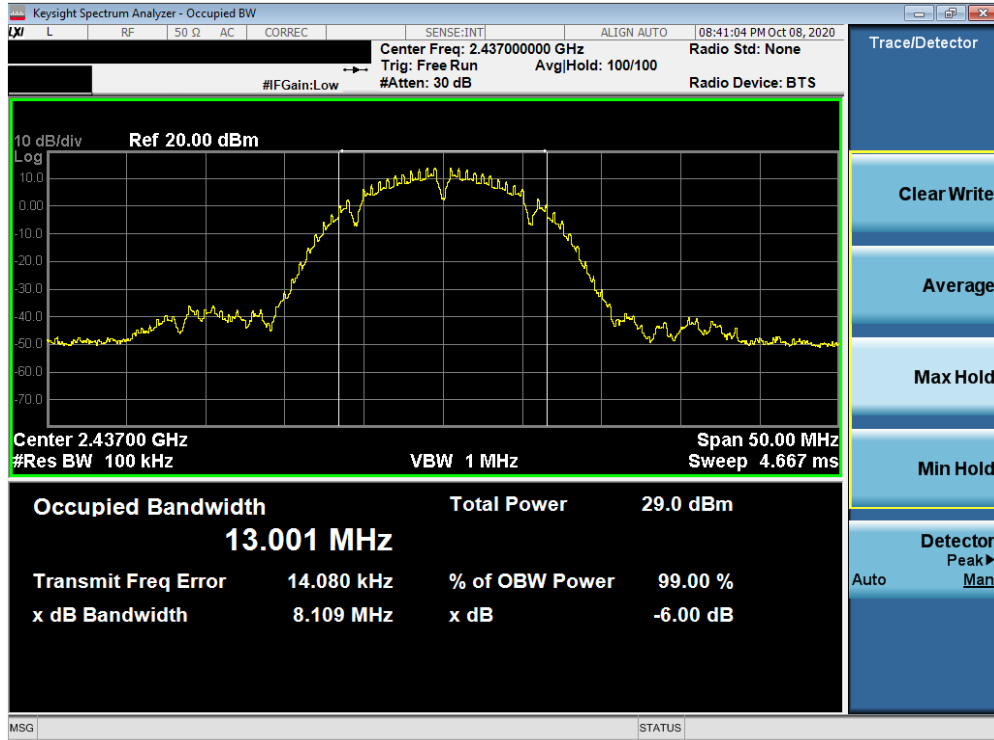 Keysight Spectrum Analyzer - Occupied BW
LXI L RF 50 Ω AC CORREC SENSE:INT ALIGN AUTO 08:41:04 PM Oct 08, 2020
Center Freq: 2.437000000 GHz Radio Std: None
Trig: Free Run Avg|Hold: 100/100
#IFGain:Low #Atten: 30 dB Radio Device: BTS
10 dB/div Ref 20.00 dBm
Log
10.0
0.00
-10.0
-20.0
-30.0
-40.0
-50.0
-60.0
-70.0
Center 2.43700 GHz Span 50.00 MHz
#Res BW 100 kHz VBW 1 MHz Sweep 4.667 ms
Occupied Bandwidth Total Power 29.0 dBm
13.001 MHz
Transmit Freq Error 14.080 kHz % of OBW Power 99.00 %
x dB Bandwidth 8.109 MHz x dB -6.00 dB
Trace/Detector
Clear Write
Average
Max Hold
Min Hold
Detector
Peak▶
Auto Man
MSG STATUS